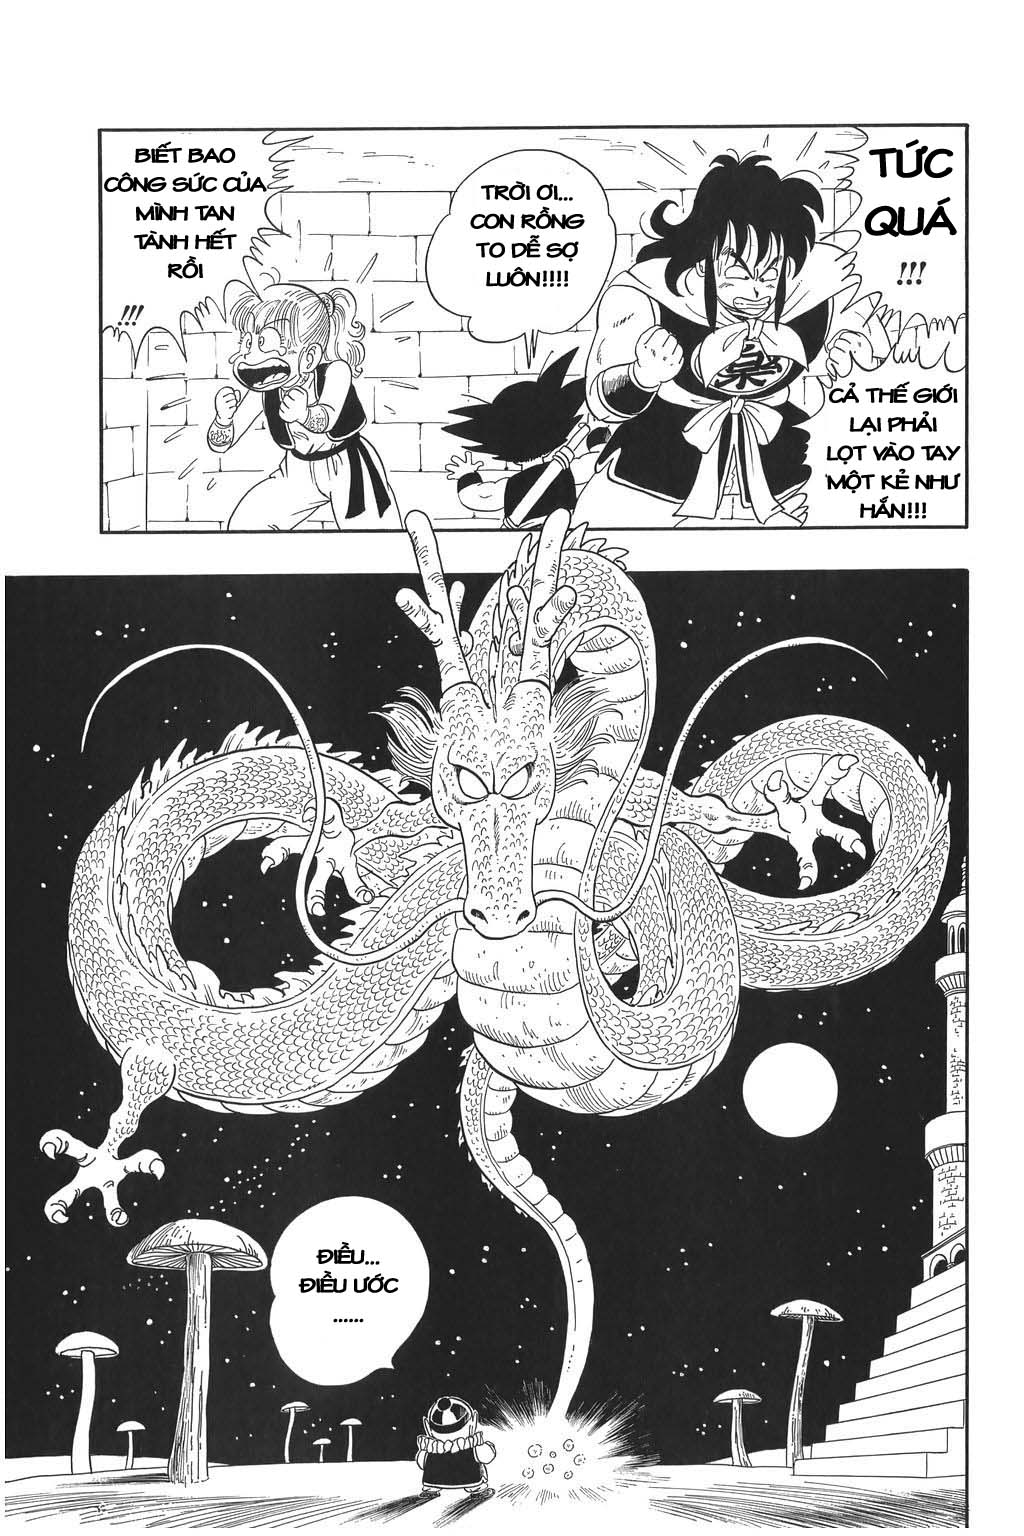 BIẾT BAO
CÔNG SỨC CỦA
MÌNH TAN
TÀNH HẾT
RỒI
!!!
TRỜI ƠI...
CON RỒNG
TO DỄ SỢ
LUÔN!!!!
TỨC
QUÁ
!!!
CẢ THẾ GIỚI
LẠI PHẢI
LỌT VÀO TAY
MỘT KẺ NHƯ
HẮN!!!
ĐIỀU...
ĐIỀU ƯỚC
......